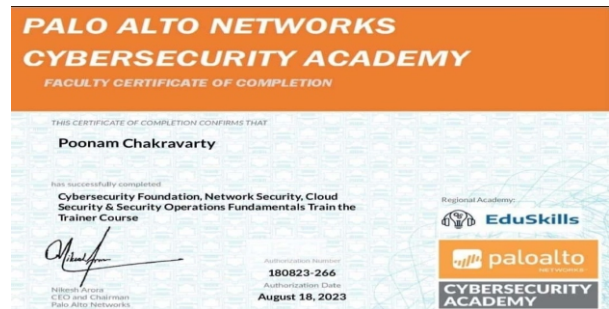 PALO ALTO NETWORKS
CYBERSECURITY ACADEMY
FACULTY CERTIFICATE OF COMPLETION
THIS CERTIFICATE OF COMPLETION CONFIRMS THAT
Poonam Chakravarty
has successfully completed
Cybersecurity Foundation, Network Security, Cloud
Security & Security Operations Fundamentals Train the
Trainer Course
Nikesh Arora
CEO and Chairman
Palo Alto Networks
Authorization Number
180823-266
Authorization Date
August 18, 2023
Regional Academy:
EduSkills
paloalto
NETWORKS
CYBERSECURITY
ACADEMY